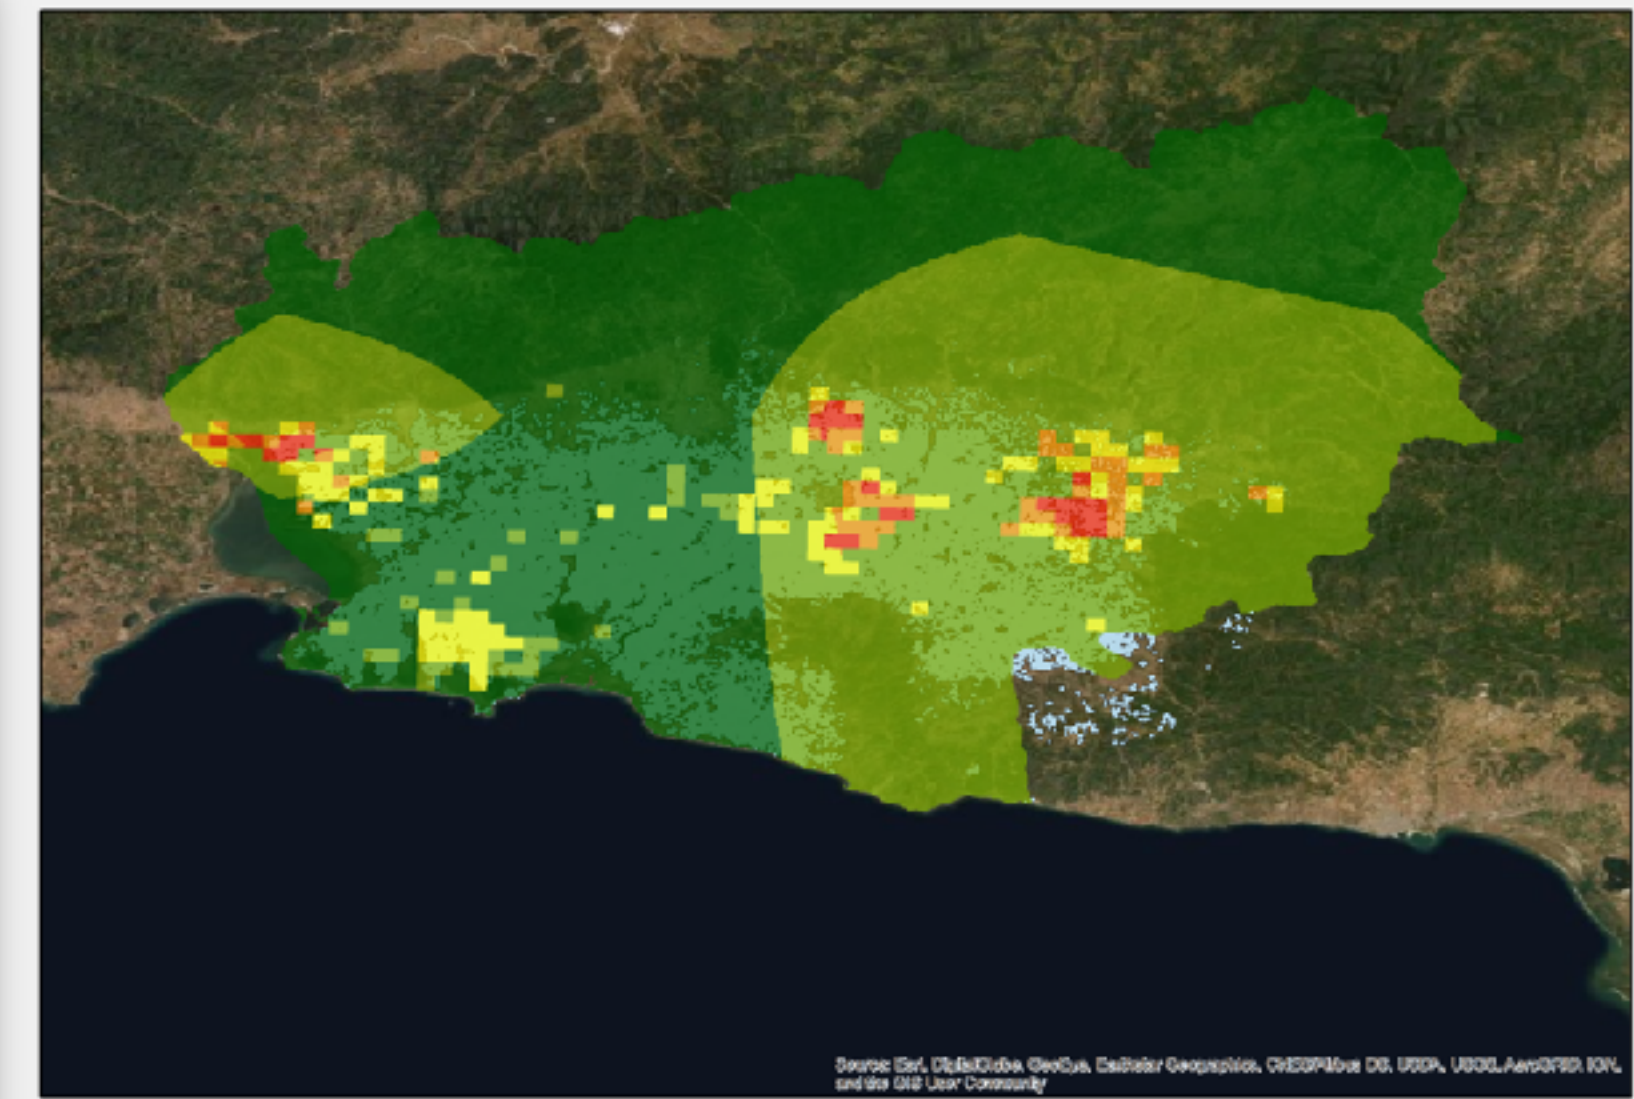 Source: Esri, DigitalGlobe, GeoEye, Earthstar Geographics, CNES/Airbus DS, USDA, USGS, AeroGRID, IGN,
and the GIS User Community